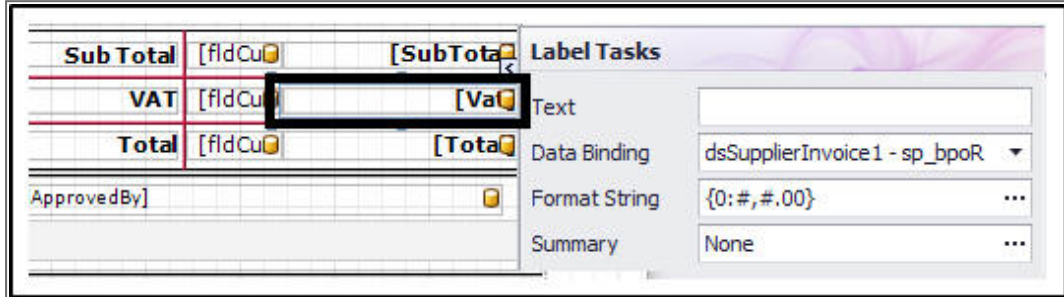 Sub Total [fldCu [SubTota Label Tasks
VAT [fldCu [Vat
Text
Total [fldCu [Tota Data Binding dsSupplierInvoice1 - sp_bpoR
ApprovedBy] Format String {0:#,#.00} ...
Summary None ...